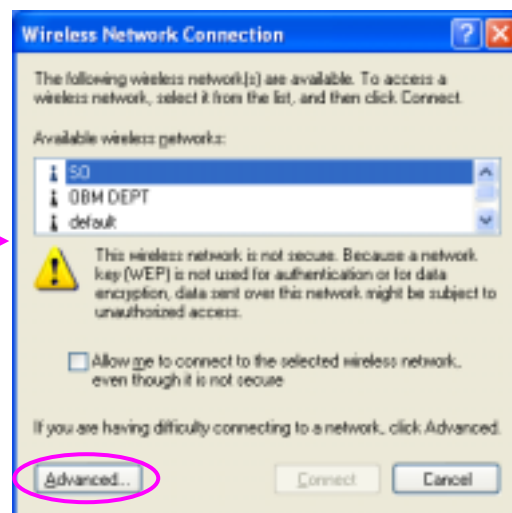 Wireless Network Connection
The following wireless network(s) are available. To access a
wireless network, select it from the list, and then click Connect.
Available wireless networks:
SO
OBM DEPT
default
This wireless network is not secure. Because a network
key (WEP) is not used for authentication or for data
encryption, data sent over this network might be subject to
unauthorized access.
Allow me to connect to the selected wireless network,
even though it is not secure
If you are having difficulty connecting to a network, click Advanced.
Advanced...
Connect
Cancel